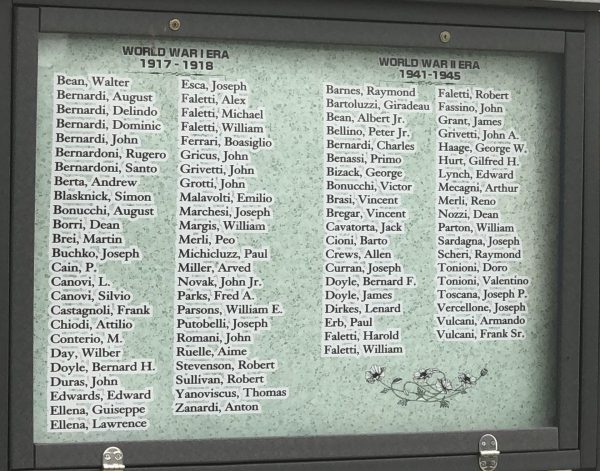 WORLD WAR I ERA
1917 - 1918
Bean, Walter
Bernardi, August
Bernardi, Delindo
Bernardi, Dominic
Bernardi, John
Bernardoni, Rugero
Bernardoni, Santo
Berta, Andrew
Blasknick, Simon
Bonucchi, August
Borri, Dean
Brei, Martin
Buchko, Joseph
Cain, P.
Canovi, L.
Canovi, Silvio
Castagnoli, Frank
Chiodi, Attilio
Conterio, M.
Day, Wilber
Doyle, Bernard H.
Duras, John
Edwards, Edward
Ellena, Guiseppe
Ellena, Lawrence
Esca, Joseph
Faletti, Alex
Faletti, Michael
Faletti, William
Ferrari, Boasiglio
Gricus, John
Grivetti, John
Grotti, John
Malavolti, Emilio
Marchesi, Joseph
Margis, William
Merli, Peo
Michicluzz, Paul
Miller, Arved
Novak, John Jr.
Parks, Fred A.
Parsons, William E.
Putobelli, Joseph
Romani, John
Ruelle, Aime
Stevenson, Robert
Sullivan, Robert
Yanoviscus, Thomas
Zanardi, Anton
WORLD WAR II ERA
1941-1945
Barnes, Raymond
Bartoluzzi, Giradeau
Bean, Albert Jr.
Bellino, Peter Jr.
Bernardi, Charles
Benassi, Primo
Bizack, George
Bonucchi, Victor
Brasi, Vincent
Bregar, Vincent
Cavatorta, Jack
Cioni, Barto
Crews, Allen
Curran, Joseph
Doyle, Bernard F.
Doyle, James
Dirkes, Lenard
Erb, Paul
Faletti, Harold
Faletti, William
Faletti, Robert
Fassino, John
Grant, James
Grivetti, John A.
Haage, George W.
Hurt, Gilfred H.
Lynch, Edward
Mecagni, Arthur
Merli, Reno
Nozzi, Dean
Parton, William
Sardagna, Joseph
Scheri, Raymond
Tonioni, Doro
Tonioni, Valentino
Toscana, Joseph P.
Vercellone, Joseph
Vulcani, Armando
Vulcani, Frank Sr.